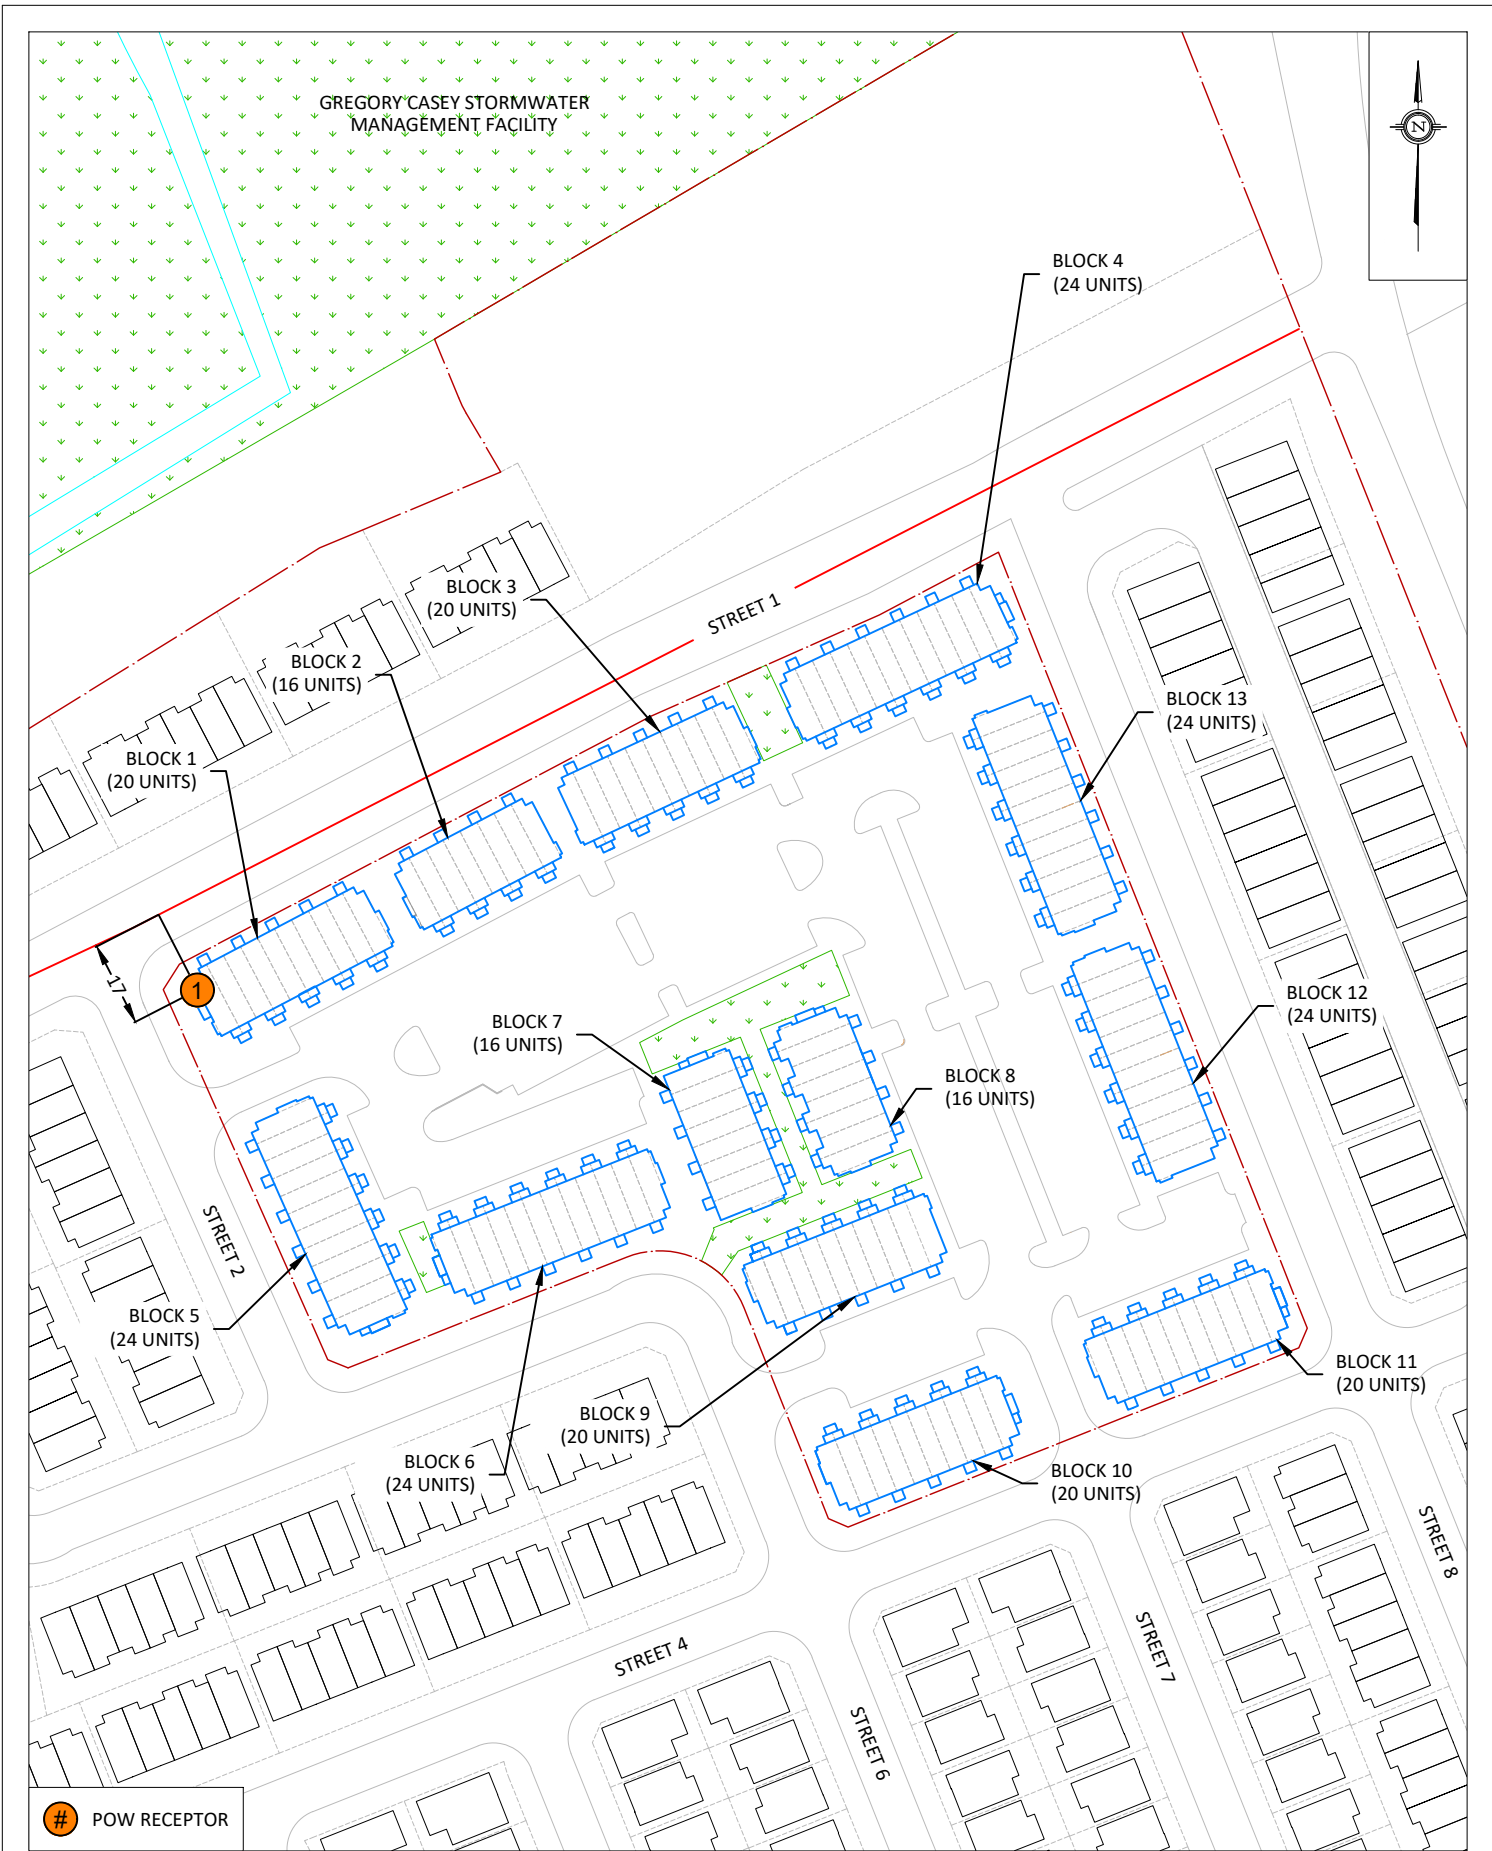 GREGORY CASEY STORMWATER
MANAGEMENT FACILITY
N
BLOCK 4
(24 UNITS)
BLOCK 3
(20 UNITS)
STREET 1
BLOCK 2
(16 UNITS)
BLOCK 13
(24 UNITS)
BLOCK 1
(20 UNITS)
17
1
BLOCK 12
(24 UNITS)
BLOCK 7
(16 UNITS)
BLOCK 8
(16 UNITS)
STREET 2
BLOCK 5
(24 UNITS)
BLOCK 11
(20 UNITS)
BLOCK 9
(20 UNITS)
BLOCK 6
(24 UNITS)
BLOCK 10
(20 UNITS)
STREET 8
STREET 4
STREET 7
STREET 6
# POW RECEPTOR